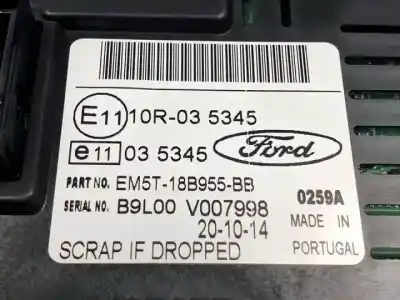 E11 10R-03 5345
e11 03 5345
Ford
PART NO. EM5T-18B955-BB
SERIAL NO. B9L00 V007998
0259A
20-10-14
MADE IN
PORTUGAL
SCRAP IF DROPPED